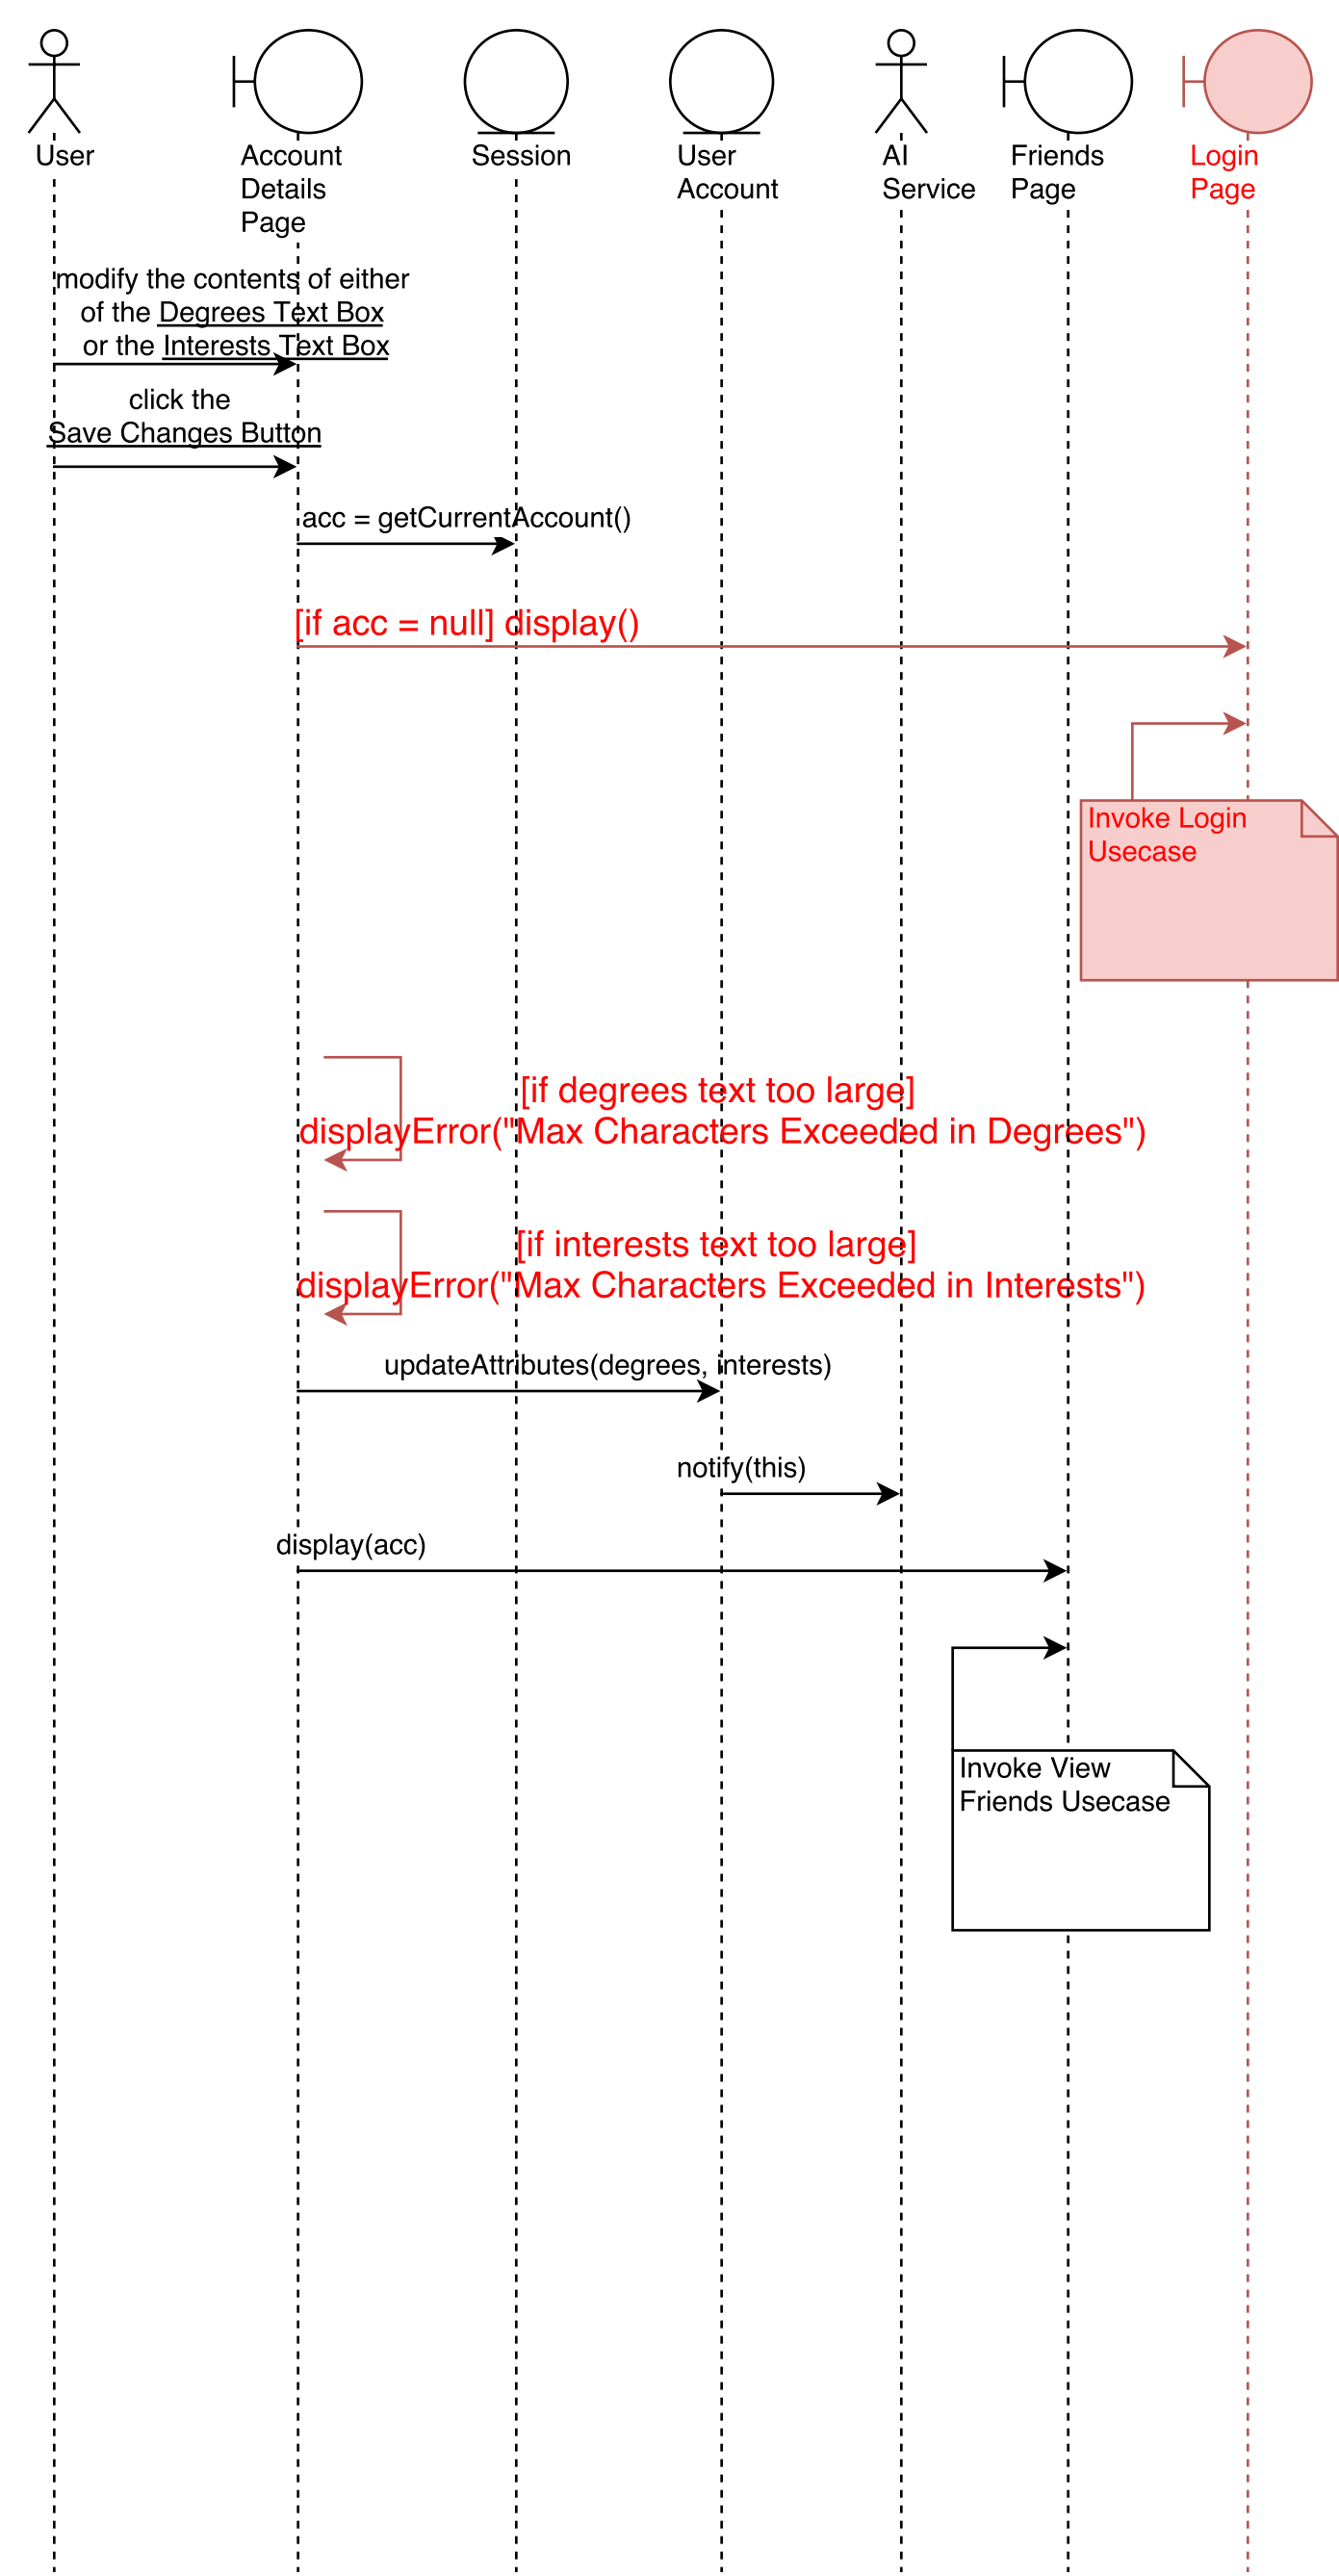 User
Account
Details
Page
Session
User
Account
AI
Service
Friends
Page
Login
Page
modify the contents of either
of the Degrees Text Box
or the Interests Text Box
click the
Save Changes Button
acc = getCurrentAccount()
[if acc = null] display()
Invoke Login
Usecase
[if degrees text too large]
displayError("Max Characters Exceeded in Degrees")
[if interests text too large]
displayError("Max Characters Exceeded in Interests")
updateAttributes(degrees, interests)
notify(this)
display(acc)
Invoke View
Friends Usecase